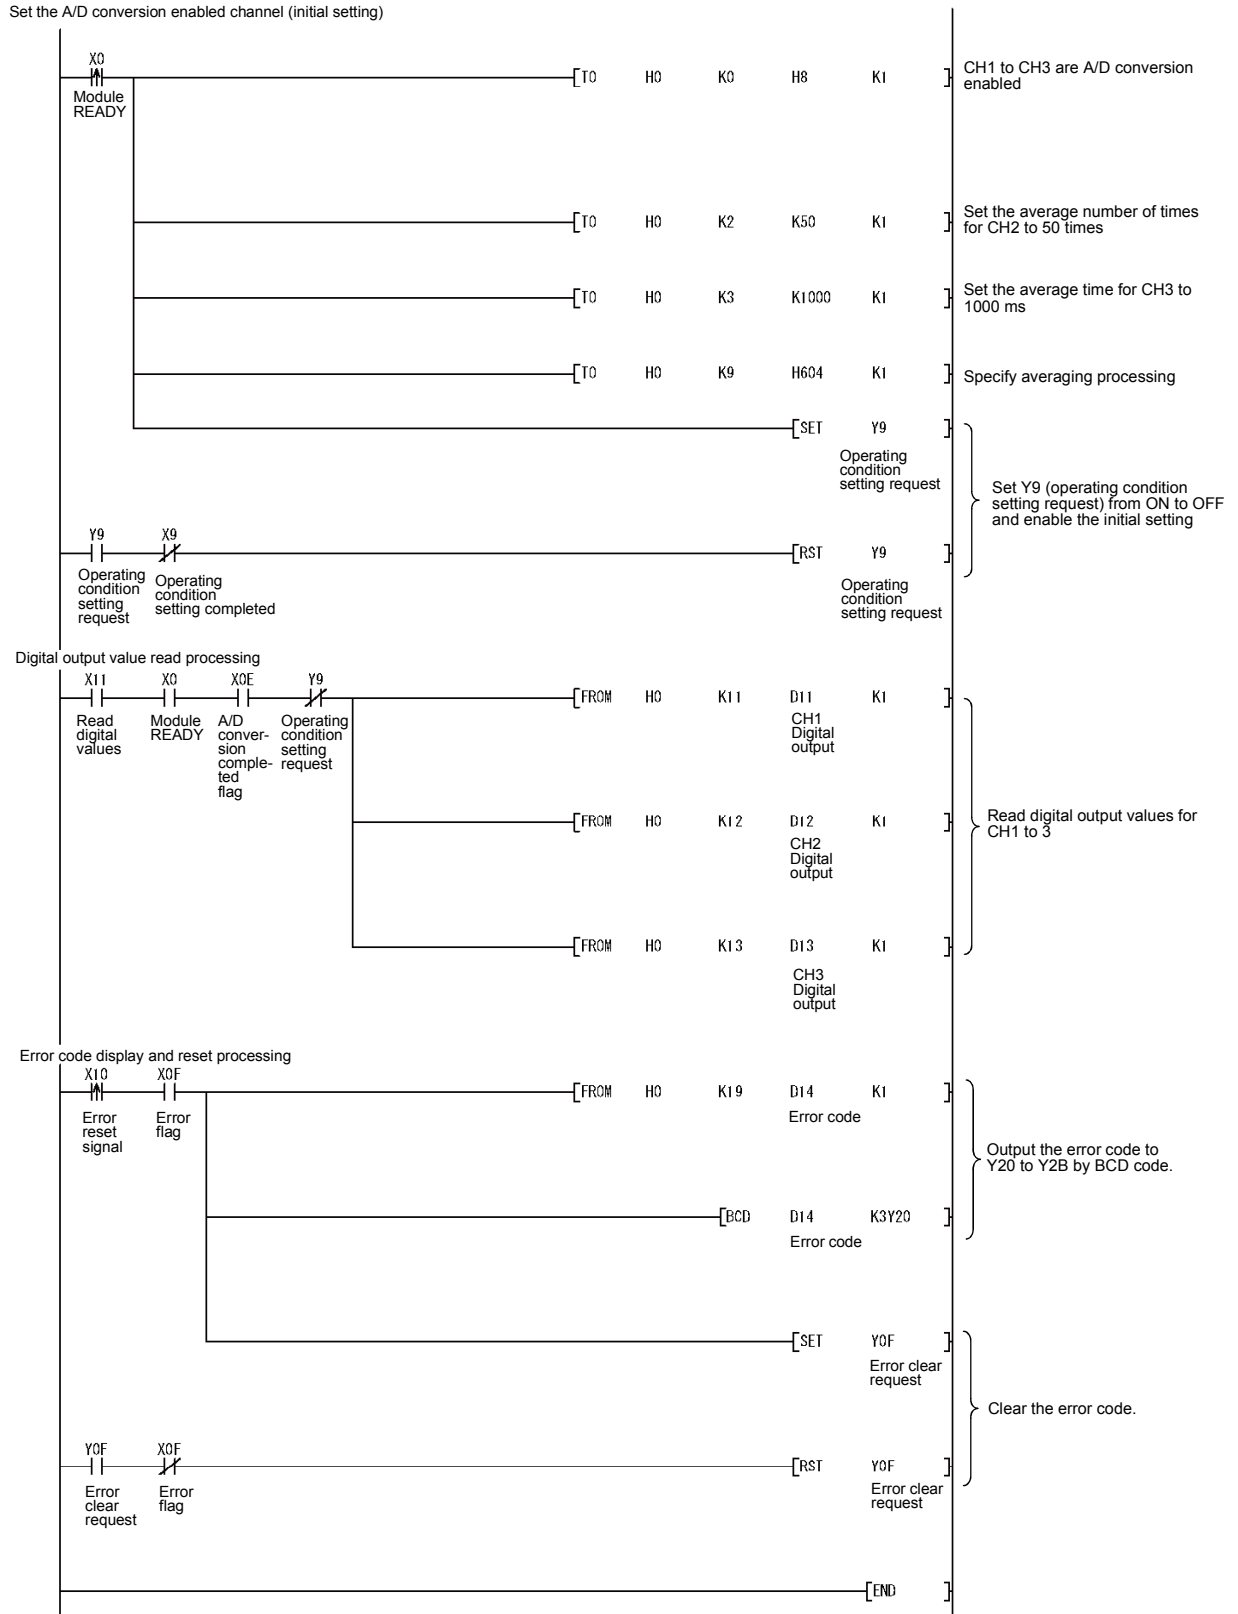 Set the A/D conversion enabled channel (initial setting)
X0
Module
READY
TO H0 K0 H8 K1
CH1 to CH3 are A/D conversion
enabled
TO H0 K2 K50 K1
Set the average number of times
for CH2 to 50 times
TO H0 K3 K1000 K1
Set the average time for CH3 to
1000 ms
TO H0 K9 H604 K1
Specify averaging processing
SET Y9
Operating
condition
setting request
Set Y9 (operating condition
setting request) from ON to OFF
and enable the initial setting
Y9 X9
Operating
condition
setting
request
Operating
condition
setting completed
RST Y9
Operating
condition
setting request
Digital output value read processing
X11 X0 X0E Y9
Read
digital
values
Module
READY
A/D
conver-
sion
comple-
ted
flag
Operating
condition
setting
request
FROM H0 K11 D11 K1
CH1
Digital
output
FROM H0 K12 D12 K1
CH2
Digital
output
Read digital output values for
CH1 to 3
FROM H0 K13 D13 K1
CH3
Digital
output
Error code display and reset processing
X10 X0F
Error
reset
signal
Error
flag
FROM H0 K19 D14 K1
Error code
Output the error code to
Y20 to Y2B by BCD code.
BCD D14 K3Y20
Error code
SET Y0F
Error clear
request
Clear the error code.
Y0F X0F
Error
clear
request
Error
flag
RST Y0F
Error clear
request
END